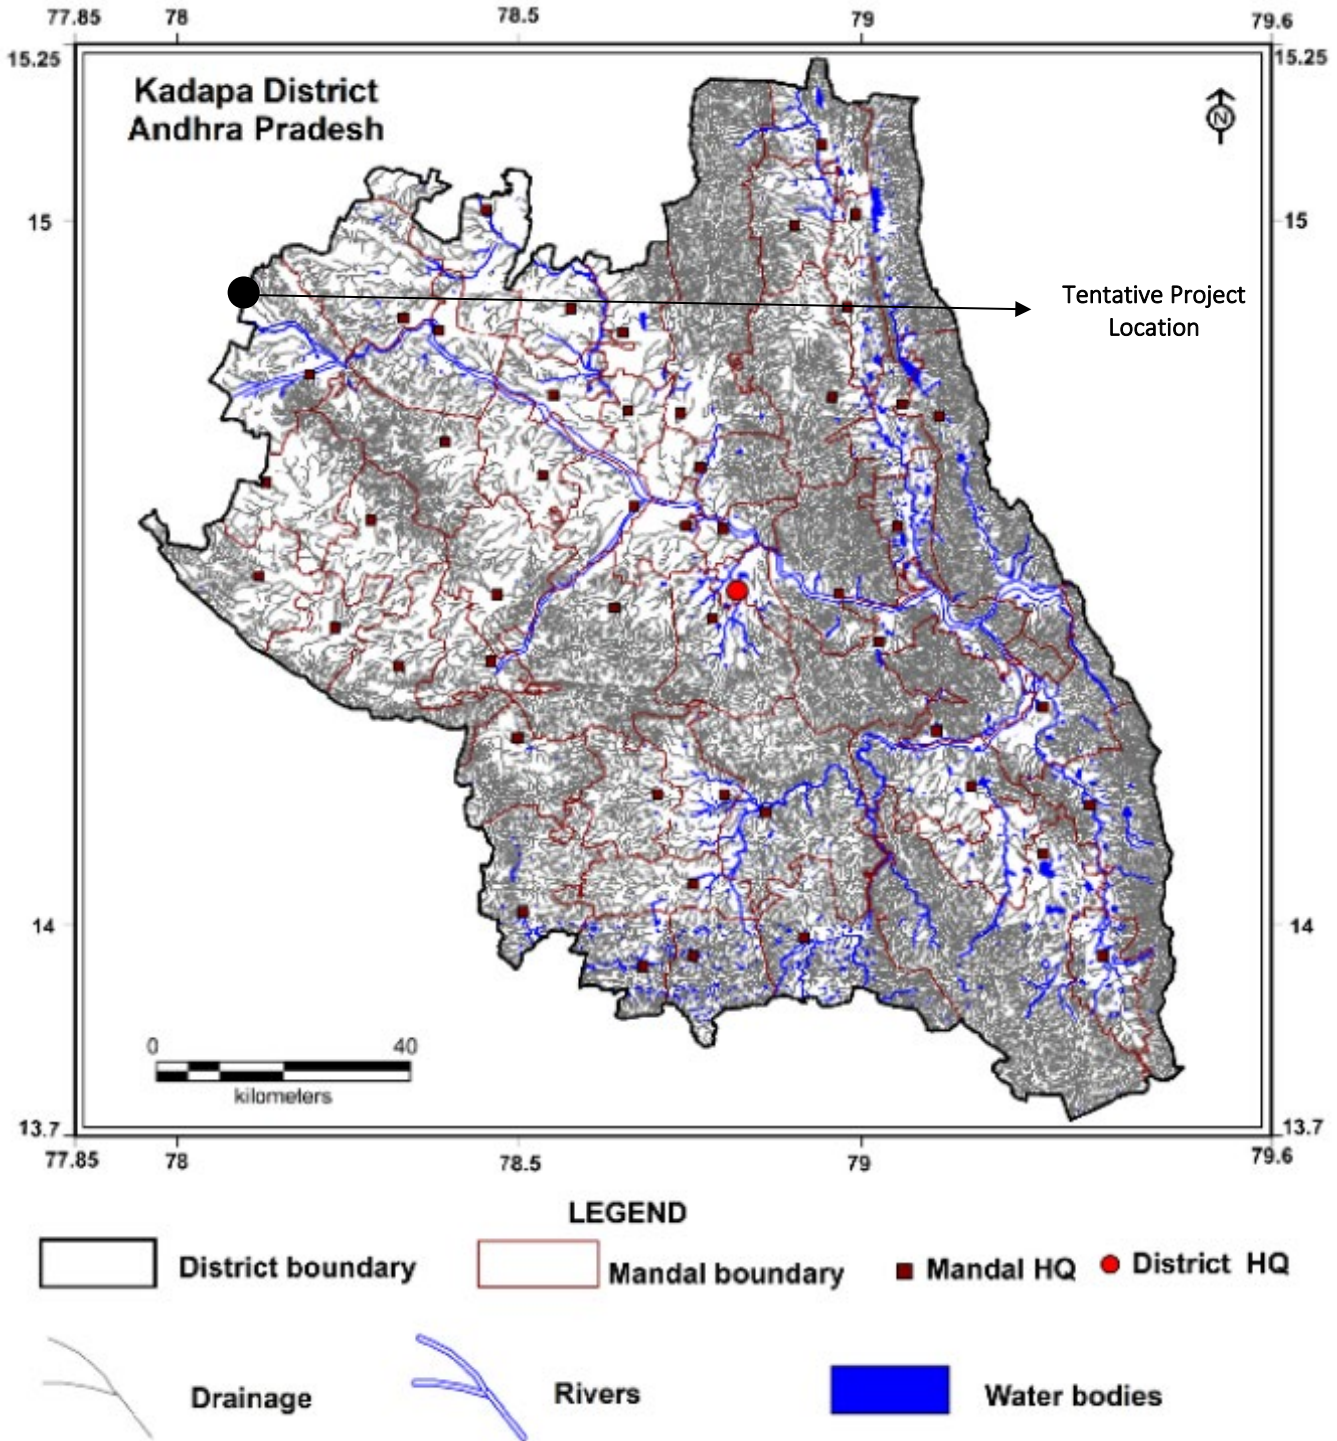 77.85 78 78.5 79 79.6
15.25 15.25
Kadapa District
Andhra Pradesh
N
15 15
Tentative Project
Location
14 14
0 40
kilometers
13.7 13.7
77.85 78 78.5 79 79.6
LEGEND
District boundary Mandal boundary Mandal HQ District HQ
Drainage Rivers Water bodies